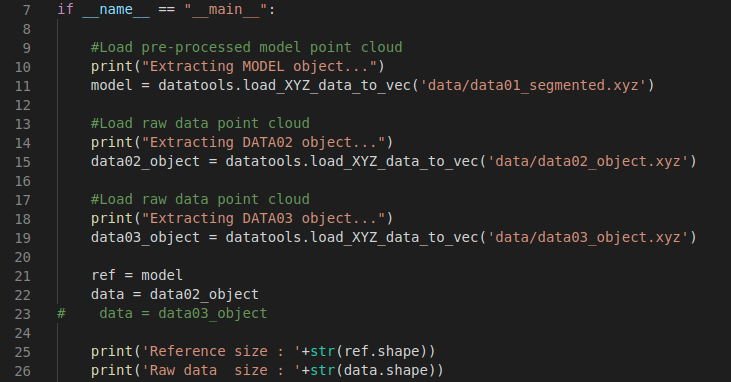 7 if __name__ == "__main__":
8
9 #Load pre-processed model point cloud
10 print("Extracting MODEL object...")
11 model = datatools.load_XYZ_data_to_vec('data/data01_segmented.xyz')
12
13 #Load raw data point cloud
14 print("Extracting DATA02 object...")
15 data02_object = datatools.load_XYZ_data_to_vec('data/data02_object.xyz')
16
17 #Load raw data point cloud
18 print("Extracting DATA03 object...")
19 data03_object = datatools.load_XYZ_data_to_vec('data/data03_object.xyz')
20
21 ref = model
22 data = data02_object
23 #    data = data03_object
24
25 print('Reference size : '+str(ref.shape))
26 print('Raw data  size : '+str(data.shape))